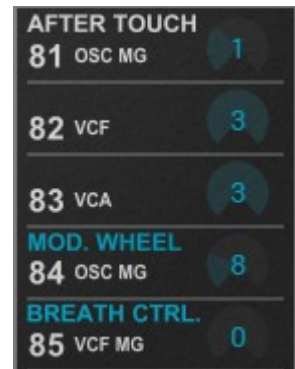 AFTER TOUCH
81 OSC MG 1
82 VCF 3
83 VCA 3
MOD. WHEEL
84 OSC MG 8
BREATH CTRL.
85 VCF MG 0